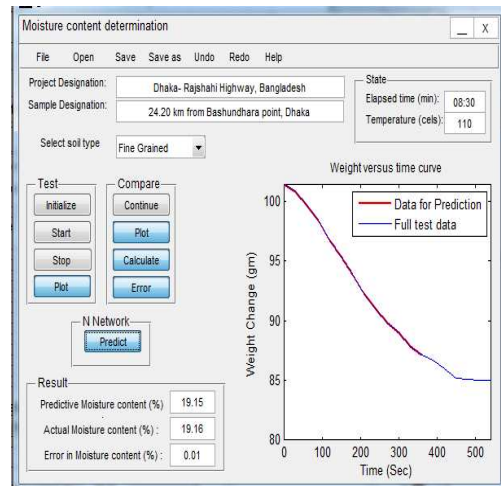 Moisture content determination
_ X
File Open Save Save as Undo Redo Help
Project Designation: Dhaka- Rajshahi Highway, Bangladesh
Sample Designation: 24.20 km from Bashundhara point, Dhaka
State
Elapsed time (min): 08:30
Temperature (cels): 110
Select soil type Fine Grained
Test
Initialize
Start
Stop
Plot
Compare
Continue
Plot
Calculate
Error
N Network
Predict
Result
Predictive Moisture content (%) 19.15
Actual Moisture content (%) : 19.16
Error in Moisture content (%) : 0.01
Weight versus time curve
Data for Prediction
Full test data
Weight Change (gm)
100
95
90
85
80
0 100 200 300 400 500
Time (Sec)